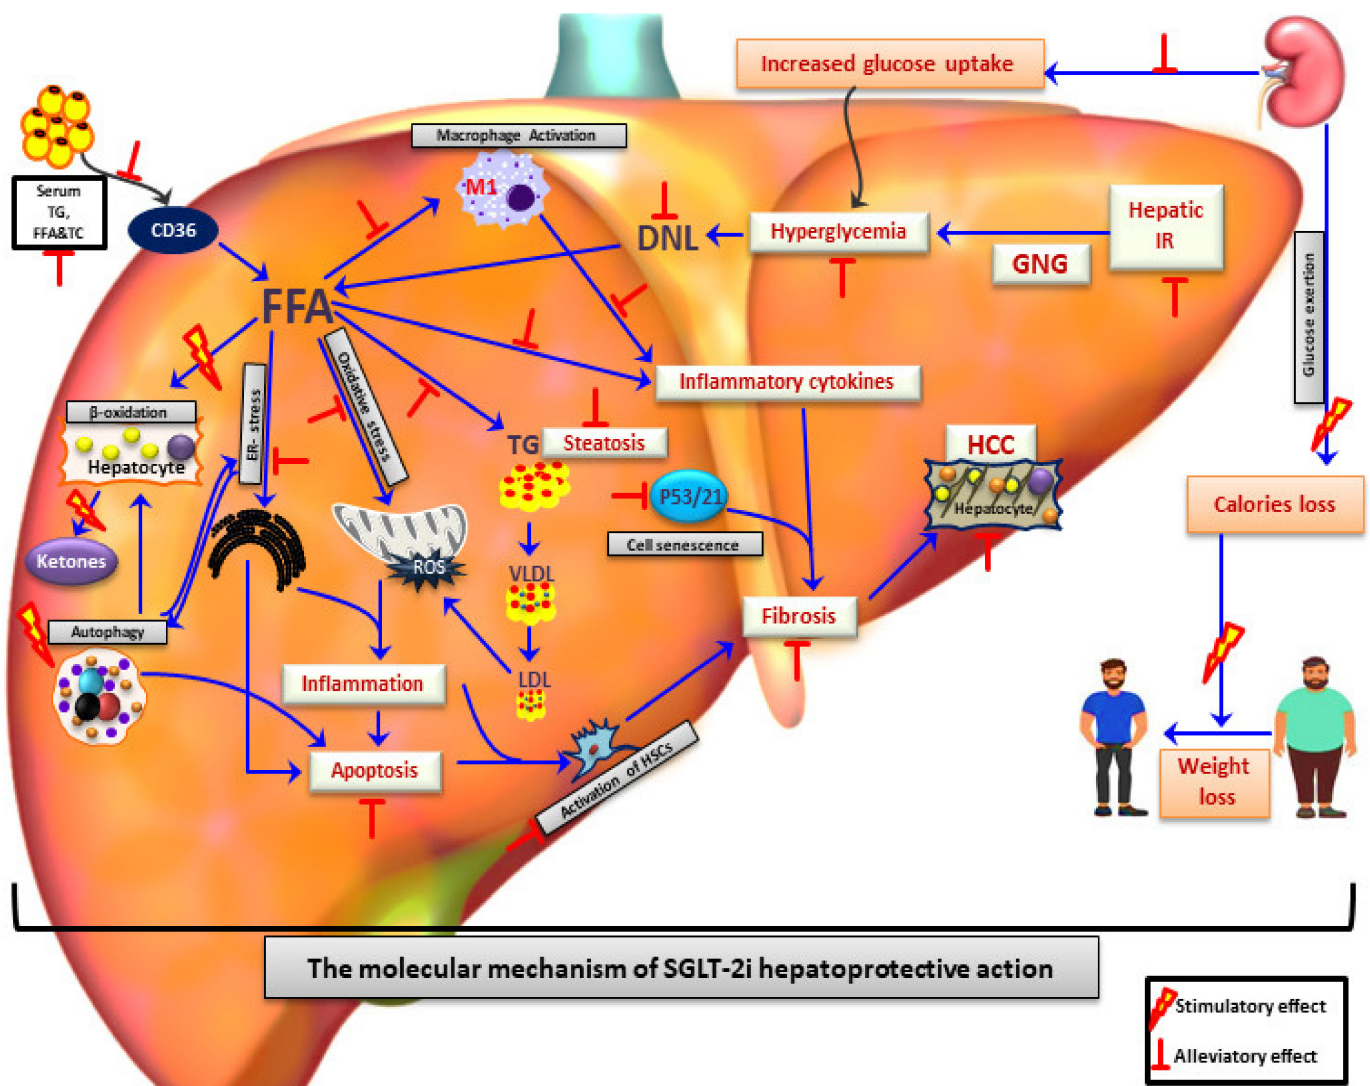 Increased glucose uptake
Macrophage Activation
M1
Serum
TG,
FFA&TC
CD36
DNL
Hyperglycemia
Hepatic
IR
GNG
FFA
Glucose exertion
Oxidative stress
ER- stress
Inflammatory cytokines
β-oxidation
Hepatocyte
TG
Steatosis
HCC
Hepatocyte
P53/21
Cell senescence
Calories loss
Ketones
ROS
VLDL
Fibrosis
Autophagy
Inflammation
LDL
Activation of HSCs
Apoptosis
Weight
loss
The molecular mechanism of SGLT-2i hepatoprotective action
Stimulatory effect
Alleviatory effect